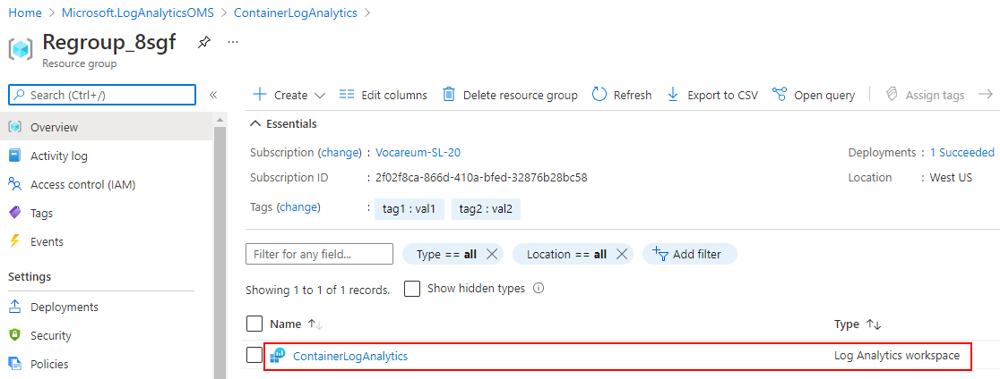 Home > Microsoft.LogAnalyticsOMS > ContainerLogAnalytics >
Regroup_8sgf ...
Resource group
Search (Ctrl+/) «
Overview
Activity log
Access control (IAM)
Tags
Events
Settings
Deployments
Security
Policies
+ Create Edit columns Delete resource group Refresh Export to CSV Open query Assign tags
Essentials
Subscription (change) : Vocareum-SL-20 Deployments : 1 Succeeded
Subscription ID : 2f02f8ca-866d-410a-bfed-32876b28bc58 Location : West US
Tags (change) : tag1 : val1 tag2 : val2
Filter for any field... Type == all Location == all Add filter
Showing 1 to 1 of 1 records. Show hidden types
Name ↑↓ Type ↑↓
ContainerLogAnalytics Log Analytics workspace